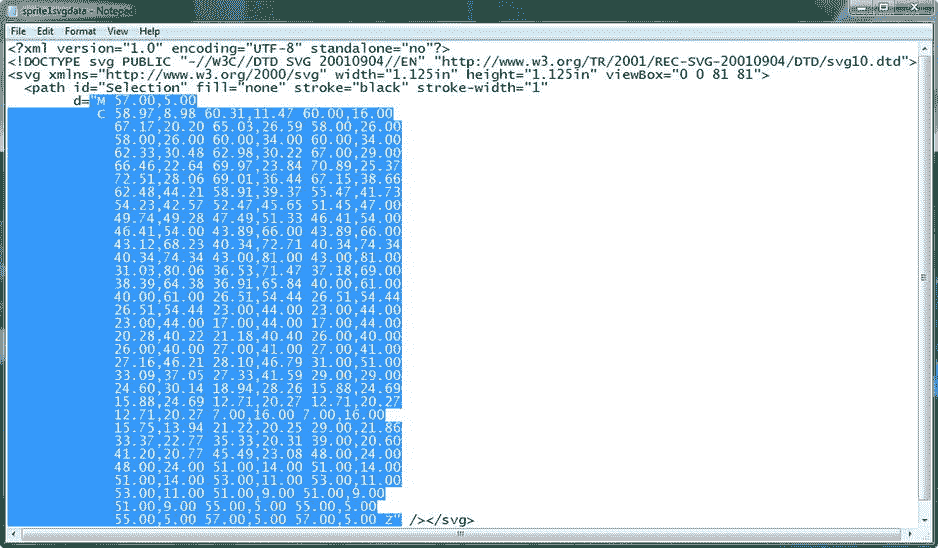 sprite1svgdata - Notepad
File Edit Format View Help
<?xml version="1.0" encoding="UTF-8" standalone="no"?>
<!DOCTYPE svg PUBLIC "-//W3C//DTD SVG 20010904//EN" "http://www.w3.org/TR/2001/REC-SVG-20010904/DTD/svg10.dtd">
<svg xmlns="http://www.w3.org/2000/svg" width="1.125in" height="1.125in" viewBox="0 0 81 81">
<path id="Selection" fill="none" stroke="black" stroke-width="1"
d="M 57.00,5.00
C 58.97,8.98 60.31,11.47 60.00,16.00
67.17,20.20 65.03,26.59 58.00,26.00
58.00,26.00 60.00,34.00 60.00,34.00
62.33,30.48 62.98,30.22 67.00,29.00
66.46,22.64 69.97,23.84 70.89,25.37
72.51,28.06 69.01,36.44 67.15,38.66
62.48,44.21 58.91,39.37 55.47,41.73
54.23,42.57 52.47,45.65 51.45,47.00
49.74,49.28 47.49,51.33 46.41,54.00
46.41,54.00 43.89,66.00 43.89,66.00
43.12,68.23 40.34,72.71 40.34,74.34
40.34,74.34 43.00,81.00 43.00,81.00
31.03,80.06 36.53,71.47 37.18,69.00
38.39,64.38 36.91,65.84 40.00,61.00
40.00,61.00 26.51,54.44 26.51,54.44
26.51,54.44 23.00,44.00 23.00,44.00
23.00,44.00 17.00,44.00 17.00,44.00
20.28,40.22 21.18,40.40 26.00,40.00
26.00,40.00 27.00,41.00 27.00,41.00
27.16,46.21 28.10,46.79 31.00,51.00
33.09,37.05 27.33,41.59 29.00,29.00
24.60,30.14 18.94,28.26 15.88,24.69
15.88,24.69 12.71,20.27 12.71,20.27
12.71,20.27 7.00,16.00 7.00,16.00
15.75,13.94 21.22,20.25 29.00,21.86
33.37,22.77 35.33,20.31 39.00,20.60
41.20,20.77 45.49,23.08 48.00,24.00
48.00,24.00 51.00,14.00 51.00,14.00
51.00,14.00 53.00,11.00 53.00,11.00
53.00,11.00 51.00,9.00 51.00,9.00
51.00,9.00 55.00,5.00 55.00,5.00
55.00,5.00 57.00,5.00 57.00,5.00 Z" /></svg>